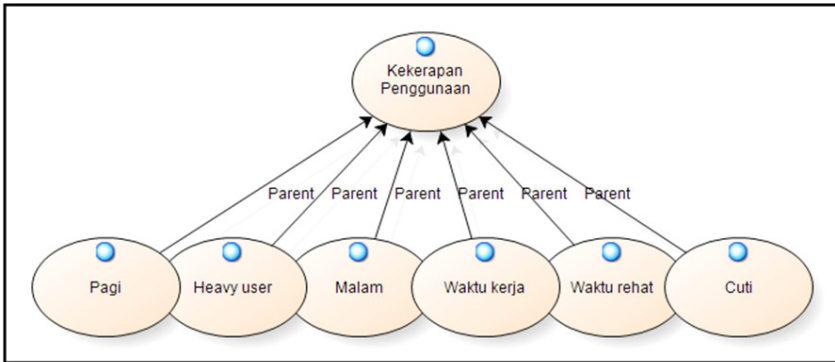 Kekerapan
Penggunaan
Parent Parent Parent Parent Parent Parent
Pagi Heavy user Malam Waktu kerja Waktu rehat Cuti